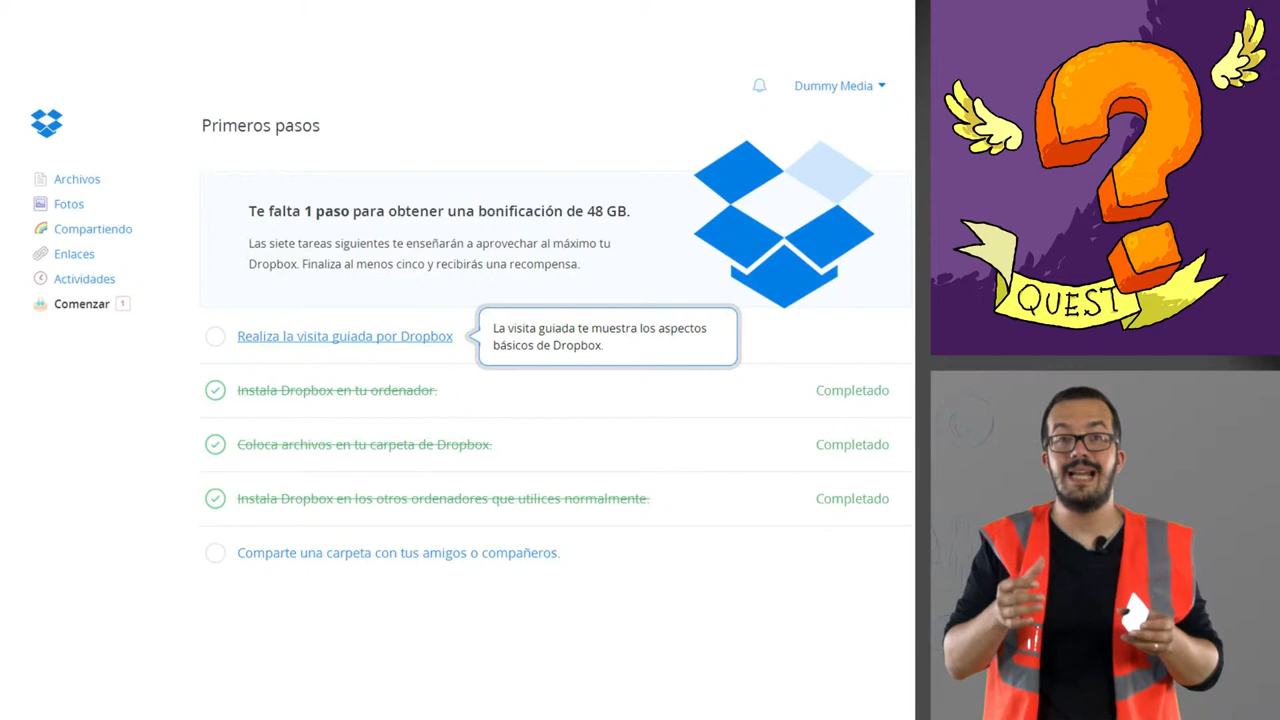 Dummy Media
Primeros pasos
Archivos
Fotos
Compartiendo
Enlaces
Actividades
Comenzar 1
Te falta 1 paso para obtener una bonificación de 48 GB.
Las siete tareas siguientes te enseñarán a aprovechar al máximo tu
Dropbox. Finaliza al menos cinco y recibirás una recompensa.
Realiza la visita guiada por Dropbox
La visita guiada te muestra los aspectos
básicos de Dropbox.
Instala Dropbox en tu ordenador. Completado
Coloca archivos en tu carpeta de Dropbox. Completado
Instala Dropbox en los otros ordenadores que utilices normalmente. Completado
Comparte una carpeta con tus amigos o compañeros.
?
QUEST